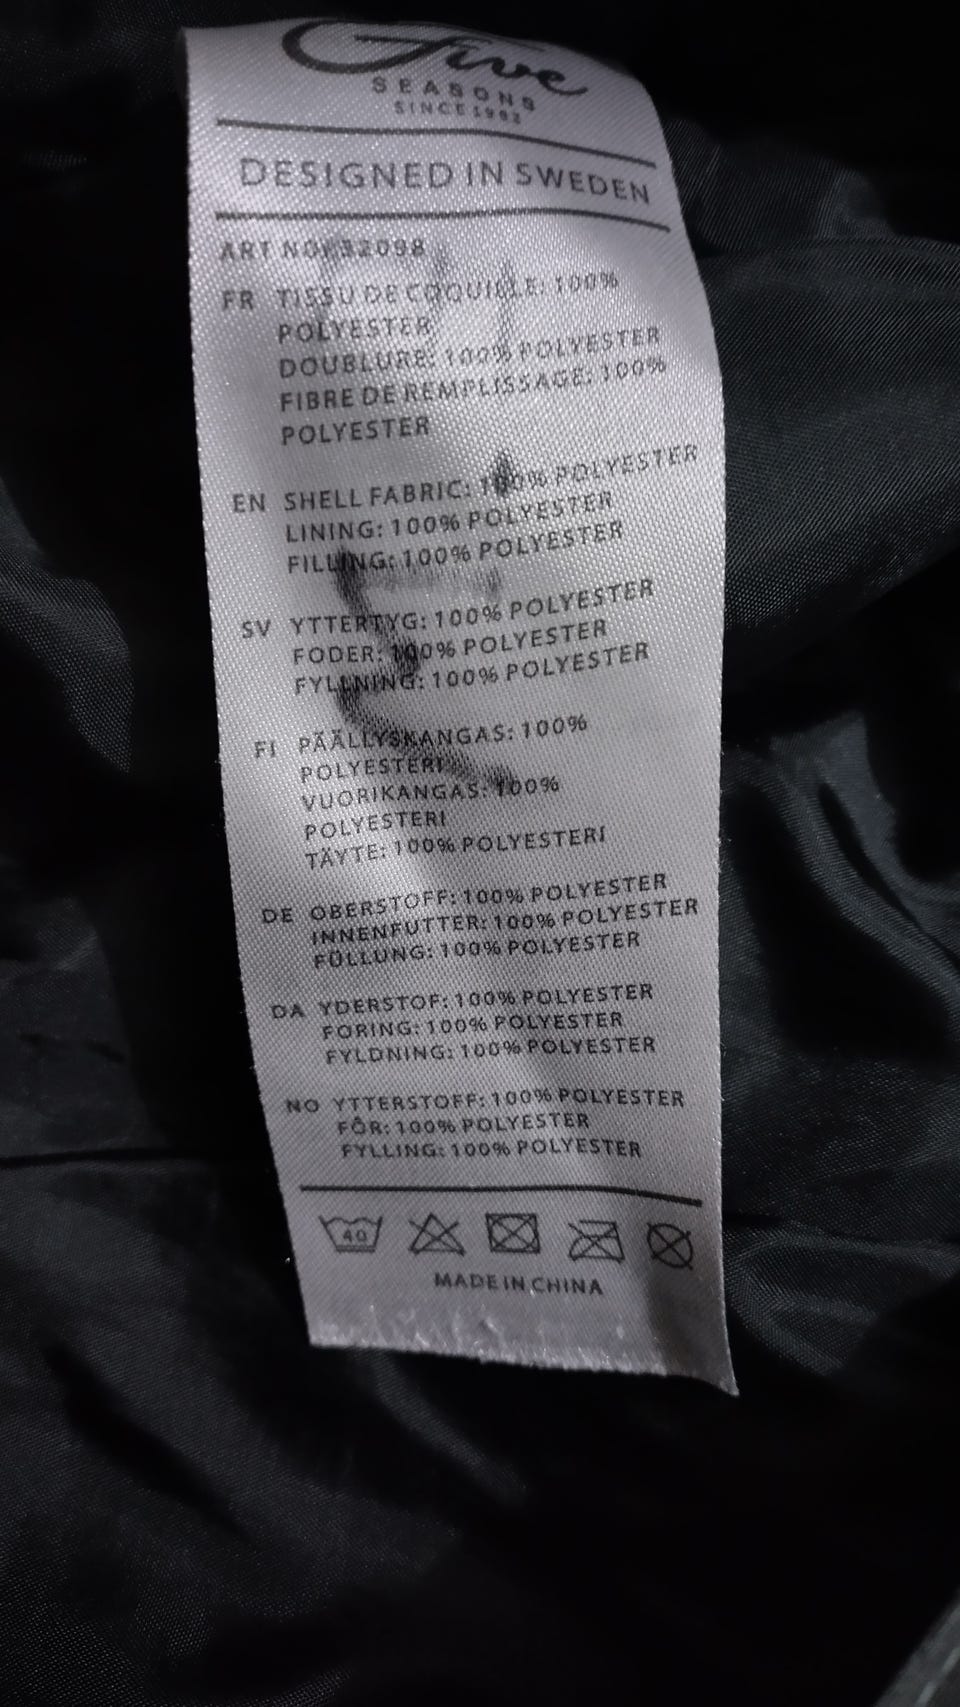 Five
SEASONS
SINCE 1982
DESIGNED IN SWEDEN
ART NO: 32098
FR TISSU DE COQUILLE: 100%
POLYESTER
DOUBLURE: 100% POLYESTER
FIBRE DE REMPLISSAGE: 100%
POLYESTER
EN SHELL FABRIC: 100% POLYESTER
LINING: 100% POLYESTER
FILLING: 100% POLYESTER
SV YTTERTYG: 100% POLYESTER
FODER: 100% POLYESTER
FYLLNING: 100% POLYESTER
FI PÄÄLLYSKANGAS: 100%
POLYESTERI
VUORIKANGAS: 100%
POLYESTERI
TÄYTE: 100% POLYESTERI
DE OBERSTOFF: 100% POLYESTER
INNENFUTTER: 100% POLYESTER
FÜLLUNG: 100% POLYESTER
DA YDERSTOF: 100% POLYESTER
FORING: 100% POLYESTER
FYLDNING: 100% POLYESTER
NO YTTERSTOFF: 100% POLYESTER
FÔR: 100% POLYESTER
FYLLING: 100% POLYESTER
40
MADE IN CHINA